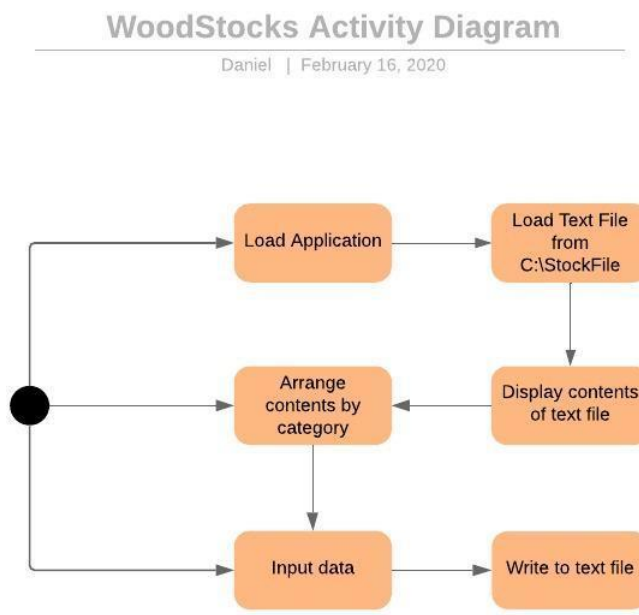 WoodStocks Activity Diagram
Daniel | February 16, 2020
Load Application
Load Text File
from
C:\StockFile
Arrange
contents by
category
Display contents
of text file
Input data
Write to text file